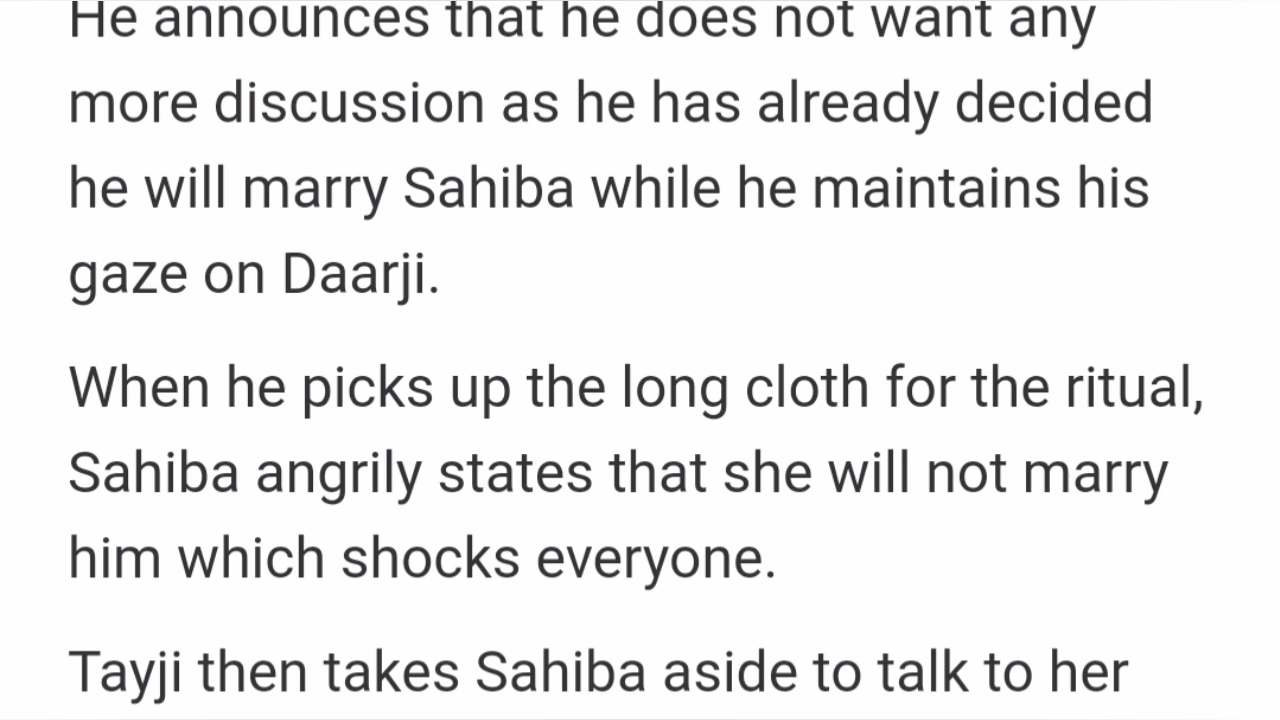 He announces that he does not want any
more discussion as he has already decided
he will marry Sahiba while he maintains his
gaze on Daarji.
When he picks up the long cloth for the ritual,
Sahiba angrily states that she will not marry
him which shocks everyone.
Tayji then takes Sahiba aside to talk to her